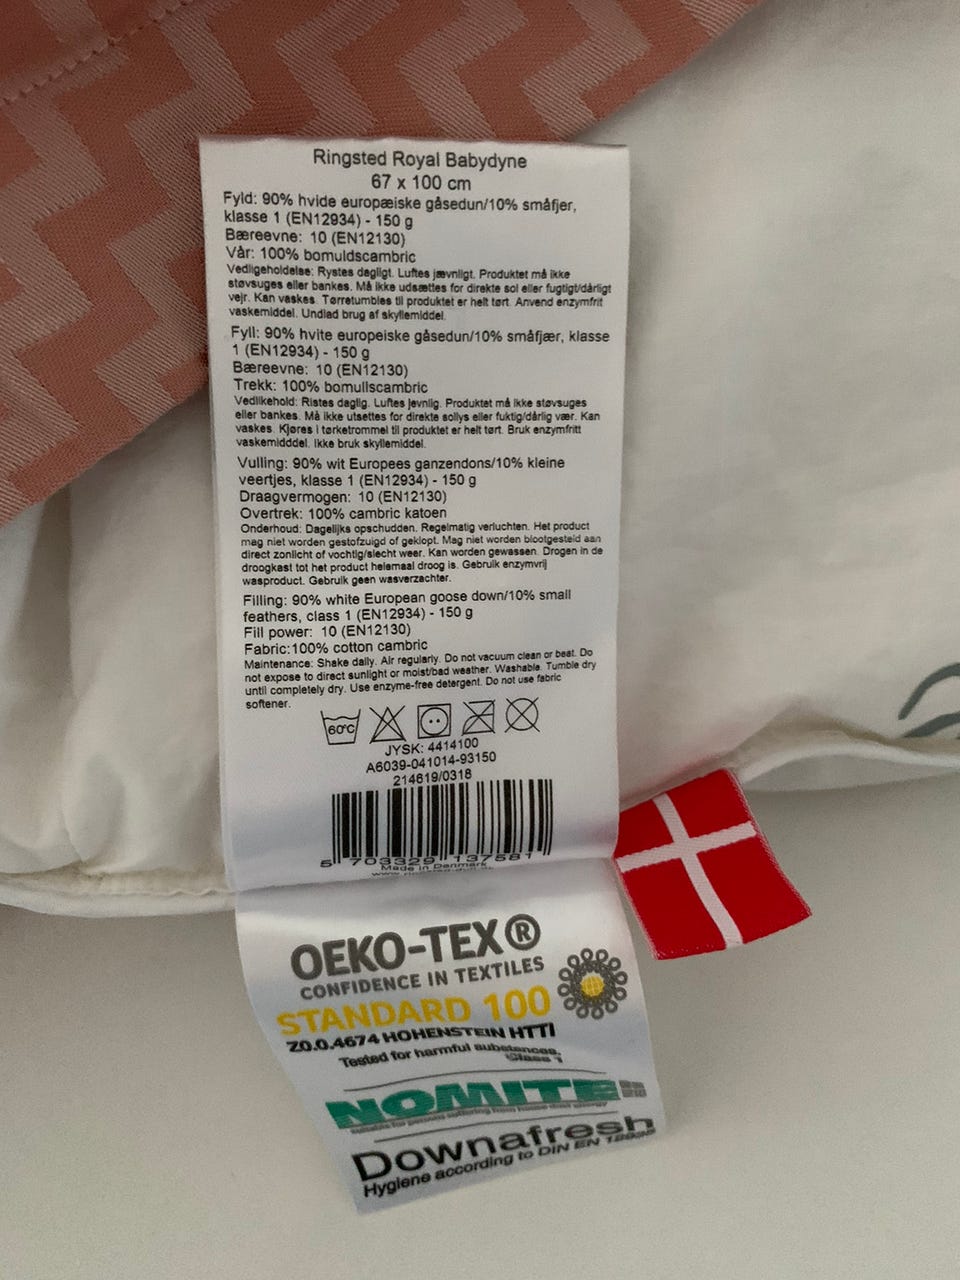 Ringsted Royal Babydyne
67 x 100 cm
Fyld: 90% hvide europæiske gåsedun/10% småfjer,
klasse 1 (EN12934) - 150 g
Bæreevne: 10 (EN12130)
Vår: 100% bomuldscambric
Vedligeholdelse: Rystes dagligt. Luftes jævnligt. Produktet må ikke
støvsuges eller bankes. Må ikke udsættes for direkte sol eller fugtigt/dårligt
vejr. Kan vaskes. Tørretumbles til produktet er helt tørt. Anvend enzymfrit
vaskemiddel. Undlad brug af skyllemiddel.
Fyll: 90% hvite europeiske gåsedun/10% småfjær, klasse
1 (EN12934) - 150 g
Bæreevne: 10 (EN12130)
Trekk: 100% bomullscambric
Vedlikehold: Ristes daglig. Luftes jevnlig. Produktet må ikke støvsuges
eller bankes. Må ikke utsettes for direkte sollys eller fuktig/dårlig vær. Kan
vaskes. Kjøres i tørketrommel til produktet er helt tørt. Bruk enzymfritt
vaskemidddel. Ikke bruk skyllemiddel.
Vulling: 90% wit Europees ganzendons/10% kleine
veertjes, klasse 1 (EN12934) - 150 g
Draagvermogen: 10 (EN12130)
Overtrek: 100% cambric katoen
Onderhoud: Dagelijks opschudden. Regelmatig verluchten. Het product
mag niet worden gestofzuigd of geklopt. Mag niet worden blootgesteld aan
direct zonlicht of vochtig/slecht weer. Kan worden gewassen. Drogen in de
droogkast tot het product helemaal droog is. Gebruik enzymvrij
wasproduct. Gebruik geen wasverzachter.
Filling: 90% white European goose down/10% small
feathers, class 1 (EN12934) - 150 g
Fill power: 10 (EN12130)
Fabric:100% cotton cambric
Maintenance: Shake daily. Air regularly. Do not vacuum clean or beat. Do
not expose to direct sunlight or moist/bad weather. Washable. Tumble dry
until completely dry. Use enzyme-free detergent. Do not use fabric
softener.
60°C
JYSK: 4414100
A6039-041014-93150
214619/0318
5 703329 137581
Made in Denmark
OEKO-TEX®
CONFIDENCE IN TEXTILES
STANDARD 100
Z0.0.4674 HOHENSTEIN HTTI
Tested for harmful substances.
Class 1
NOMITE
suitable for persons suffering from house dust allergy
Downafresh
Hygiene according to DIN EN